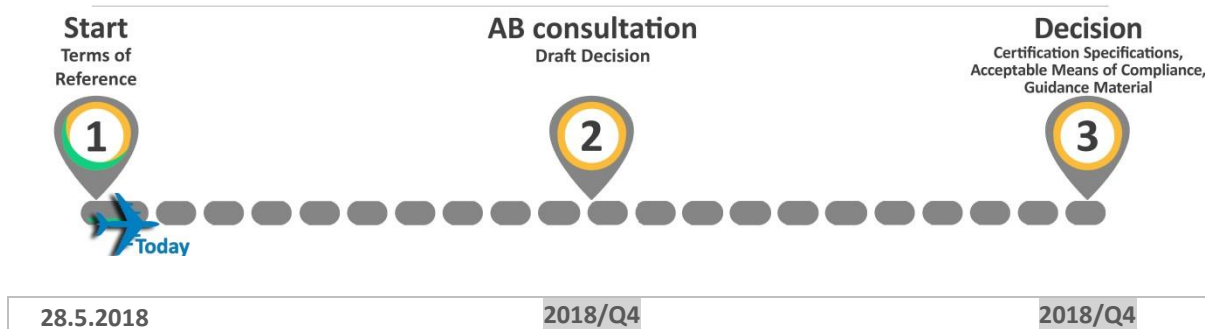 Start
Terms of
Reference
1
AB consultation
Draft Decision
2
Decision
Certification Specifications,
Acceptable Means of Compliance,
Guidance Material
3
Today
28.5.2018 2018/Q4 2018/Q4